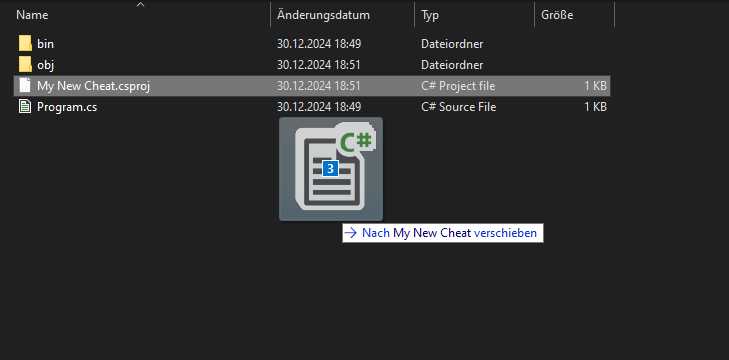 Name Änderungsdatum Typ Größe
bin 30.12.2024 18:49 Dateiordner
obj 30.12.2024 18:51 Dateiordner
My New Cheat.csproj 30.12.2024 18:51 C# Project file 1 KB
Program.cs 30.12.2024 18:49 C# Source File 1 KB
C#
3
Nach My New Cheat verschieben